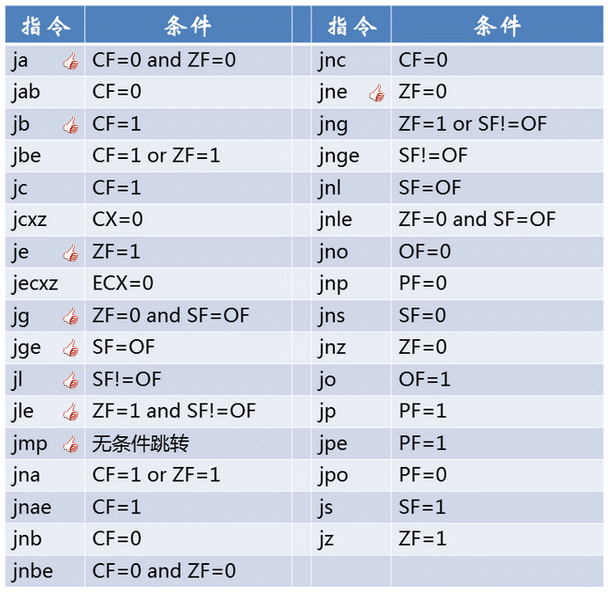 指令 条件 指令 条件
ja CF=0 and ZF=0 jnc CF=0
jab CF=0 jne ZF=0
jb CF=1 jng ZF=1 or SF!=OF
jbe CF=1 or ZF=1 jnge SF!=OF
jc CF=1 jnl SF=OF
jcxz CX=0 jnle ZF=0 and SF=OF
je ZF=1 jno OF=0
jecxz ECX=0 jnp PF=0
jg ZF=0 and SF=OF jns SF=0
jge SF=OF jnz ZF=0
jl SF!=OF jo OF=1
jle ZF=1 and SF!=OF jp PF=1
jmp 无条件跳转 jpe PF=1
jna CF=1 or ZF=1 jpo PF=0
jnae CF=1 js SF=1
jnb CF=0 jz ZF=1
jnbe CF=0 and ZF=0